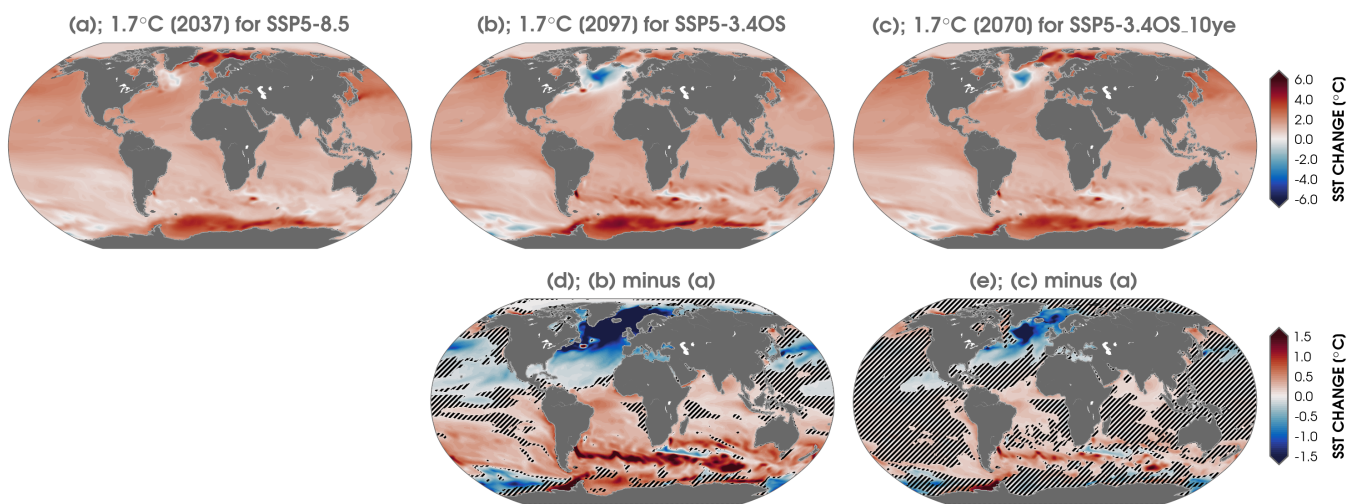 (a); 1.7°C (2037) for SSP5-8.5
(b); 1.7°C (2097) for SSP5-3.4OS
(c); 1.7°C (2070) for SSP5-3.4OS_10ye
6.0
4.0
2.0
0.0
-2.0
-4.0
-6.0
SST CHANGE (°C)
(d); (b) minus (a)
(e); (c) minus (a)
1.5
1.0
0.5
0.0
-0.5
-1.0
-1.5
SST CHANGE (°C)